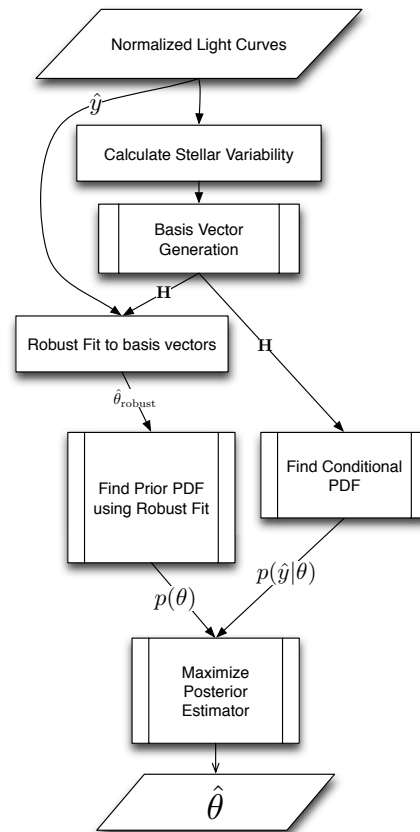 Normalized Light Curves
ŷ
Calculate Stellar Variability
Basis Vector
Generation
H
H
Robust Fit to basis vectors
θ̂robust
Find Prior PDF
using Robust Fit
Find Conditional
PDF
p(θ)
p(ŷ|θ)
Maximize
Posterior
Estimator
θ̂